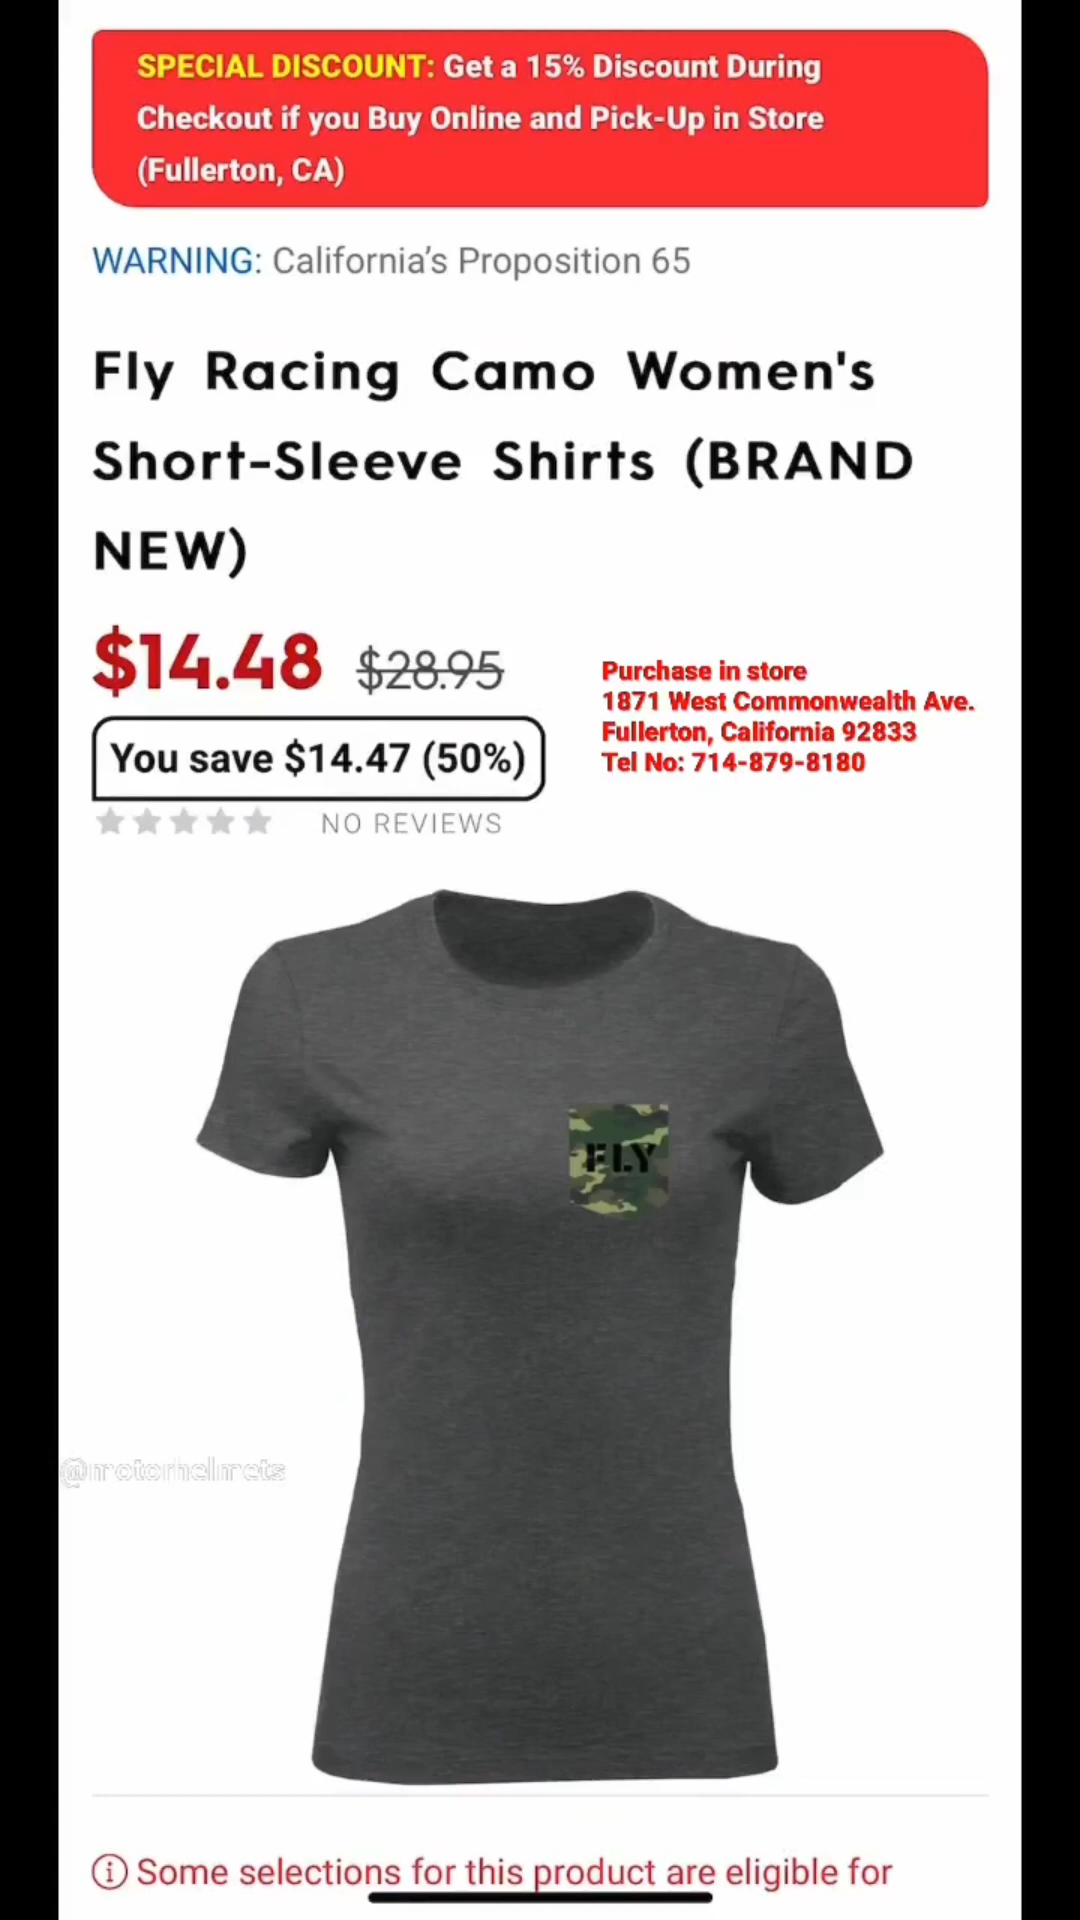 SPECIAL DISCOUNT: Get a 15% Discount During
Checkout if you Buy Online and Pick-Up in Store
(Fullerton, CA)
WARNING: California’s Proposition 65
Fly Racing Camo Women's
Short-Sleeve Shirts (BRAND
NEW)
$14.48 $28.95
You save $14.47 (50%)
NO REVIEWS
Purchase in store
1871 West Commonwealth Ave.
Fullerton, California 92833
Tel No: 714-879-8180
FLY
@motorhelmets
Some selections for this product are eligible for